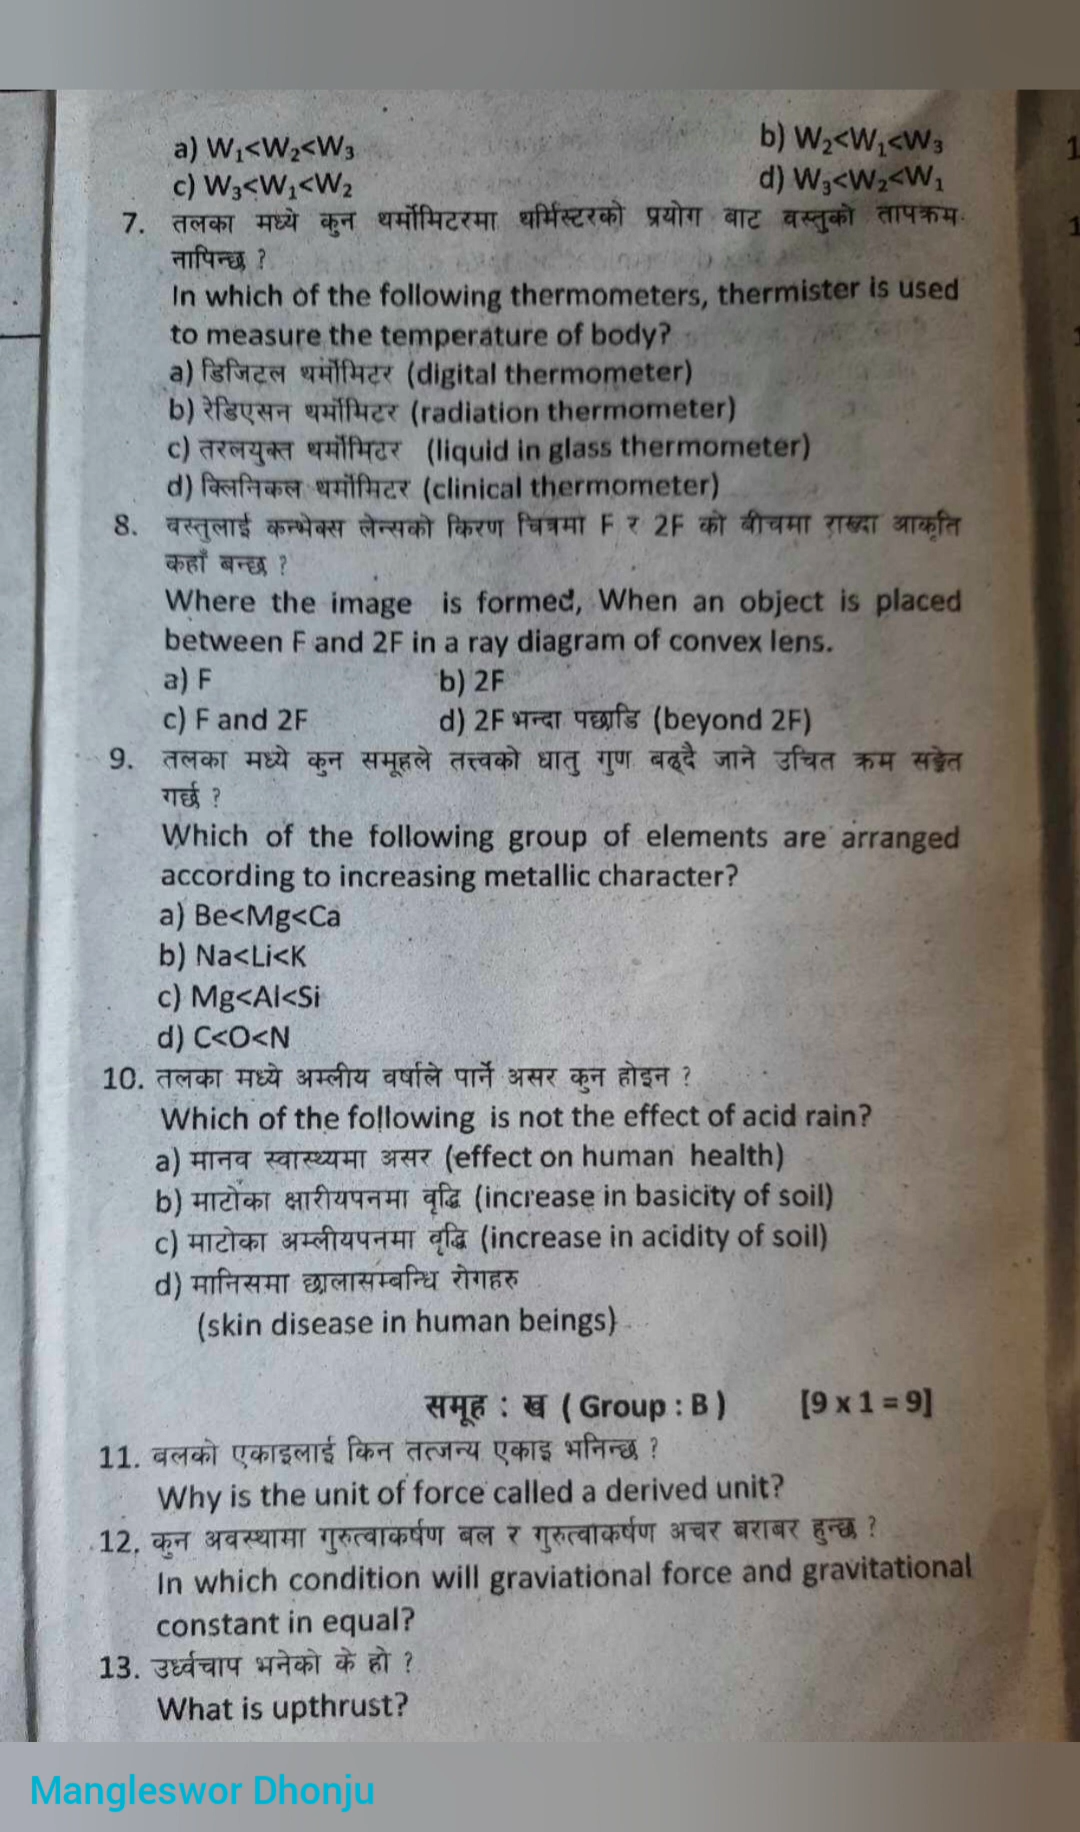 a) W₁<W₂<W₃ b) W₂<W₁<W₃
c) W₃<W₁<W₂ d) W₃<W₂<W₁
7. तलका मध्ये कुन थर्मोमिटरमा थर्मिस्टरको प्रयोग बाट वस्तुको तापक्रम
नापिन्छ ?
In which of the following thermometers, thermister is used
to measure the temperature of body?
a) डिजिटल थर्मोमिटर (digital thermometer)
b) रेडिएसन थर्मोमिटर (radiation thermometer)
c) तरलयुक्त थर्मोमिटर (liquid in glass thermometer)
d) क्लिनिकल थर्मोमिटर (clinical thermometer)
8. वस्तुलाई कन्भेक्स लेन्सको किरण चित्रमा F र 2F को बीचमा राख्दा आकृति
कहाँ बन्छ ?
Where the image is formed, When an object is placed
between F and 2F in a ray diagram of convex lens.
a) F b) 2F
c) F and 2F d) 2F भन्दा पछाडि (beyond 2F)
9. तलका मध्ये कुन समूहले तत्त्वको धातु गुण बढ्दै जाने उचित क्रम सङ्केत
गर्छ ?
Which of the following group of elements are arranged
according to increasing metallic character?
a) Be<Mg<Ca
b) Na<Li<K
c) Mg<Al<Si
d) C<O<N
10. तलका मध्ये अम्लीय वर्षाले पार्ने असर कुन होइन ?
Which of the following is not the effect of acid rain?
a) मानव स्वास्थ्यमा असर (effect on human health)
b) माटोका क्षारीयपनमा वृद्धि (increase in basicity of soil)
c) माटोका अम्लीयपनमा वृद्धि (increase in acidity of soil)
d) मानिसमा छालासम्बन्धि रोगहरु
(skin disease in human beings)
समूह : ख ( Group : B ) [9 x 1 = 9]
11. बलको एकाइलाई किन तत्जन्य एकाइ भनिन्छ ?
Why is the unit of force called a derived unit?
12. कुन अवस्थामा गुरुत्वाकर्षण बल र गुरुत्वाकर्षण अचर बराबर हुन्छ ?
In which condition will graviational force and gravitational
constant in equal?
13. उर्ध्वचाप भनेको के हो ?
What is upthrust?
Mangleswor Dhonju